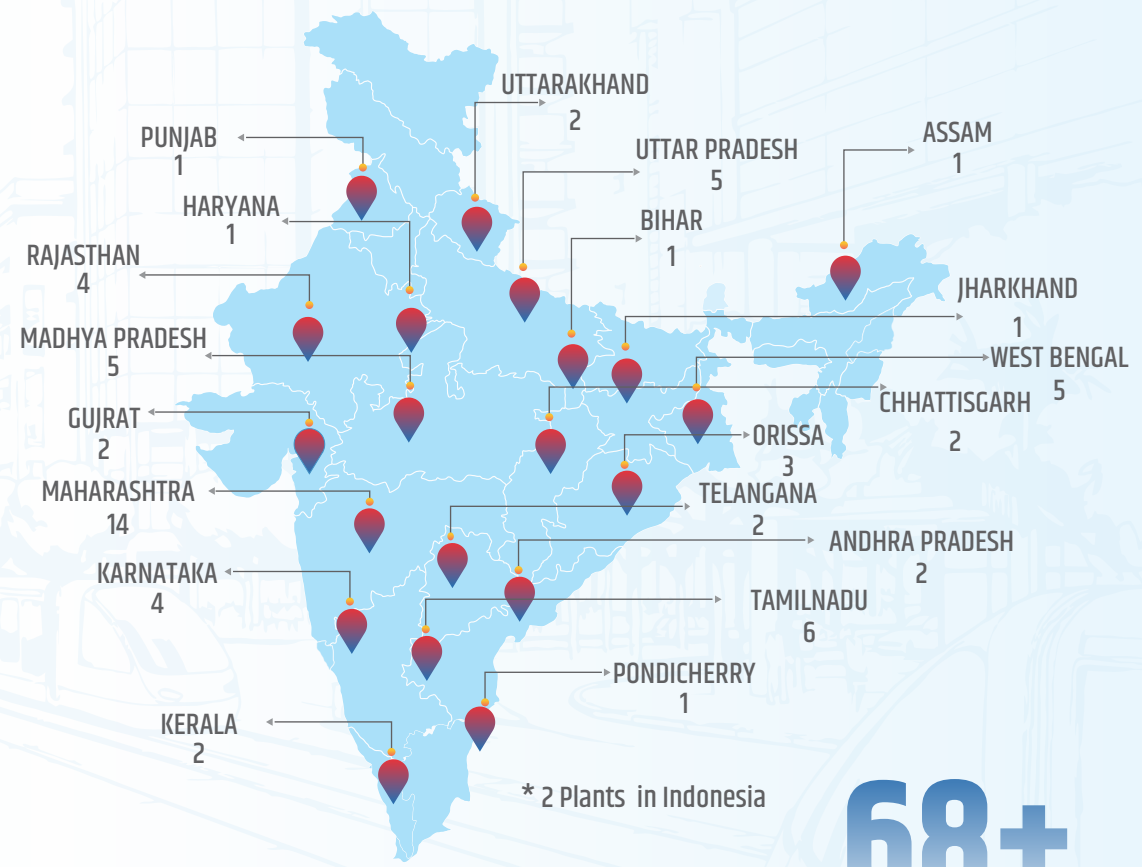 UTTARAKHAND
2
PUNJAB
1
UTTAR PRADESH
5
ASSAM
1
HARYANA
1
BIHAR
1
RAJASTHAN
4
JHARKHAND
1
MADHYA PRADESH
5
WEST BENGAL
5
CHHATTISGARH
2
GUJRAT
2
ORISSA
3
MAHARASHTRA
14
TELANGANA
2
ANDHRA PRADESH
2
KARNATAKA
4
TAMILNADU
6
PONDICHERRY
1
KERALA
2
* 2 Plants in Indonesia
68+